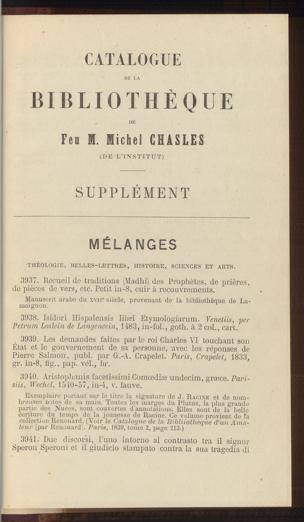 CATALOGUE
DE LA
BIBLIOTHÈQUE
DE
Feu M. Michel CHASLES
(DE L'INSTITUT)
SUPPLÉMENT
MÉLANGES
THÉOLOGIE, BELLES-LETTRES, HISTOIRE, SCIENCES ET ARTS.
3937. Recueil de traditions (Madhi) des Prophètes, de prières,
de pièces de vers, etc. Petit in-8, cuir à recouvrements.
Manuscrit arabe du XVIIe siècle, provenant de la bibliothèque de La-
moignon.
3938. Isidori Hispalensis libri Etymologiarum. Venetiis, per
Petrum Loslein de Langencein, 1483, in-fol., goth. à 2 col., cart.
3939. Les demandes faites par le roi Charles VI touchant son
État et le gouvernement de sa personne, avec les réponses de
Pierre Salmon, publ. par G.-A. Crapelet. Paris, Crapelet, 1833,
gr. in-8, fig., pap. vél., br.
3940. Aristophanis facetissimi Comœdiæ undecim, græce. Pari-
siis, Wechel, 1540-57, in-4, v. fauve.
Exemplaire portant sur le titre la signature de J. RACINE et de nom-
breuses notes de sa main. Toutes les marges du Plutus, la plus grande
partie des Nuées, sont couvertes d'annotations. Elles sont de la belle
écriture du temps de la jeunesse de Racine. Ce volume provient de la
collection Renouard. (Voir le Catalogue de la Bibliothèque d'un Ama-
teur [par Renouard]. Paris, 1839, tome 2, page 213.)
3941. Due discorsi, l'uno intorno al contrasto tra il signor
Speron Speroni et il giudicio stampato contra la sua tragedia di